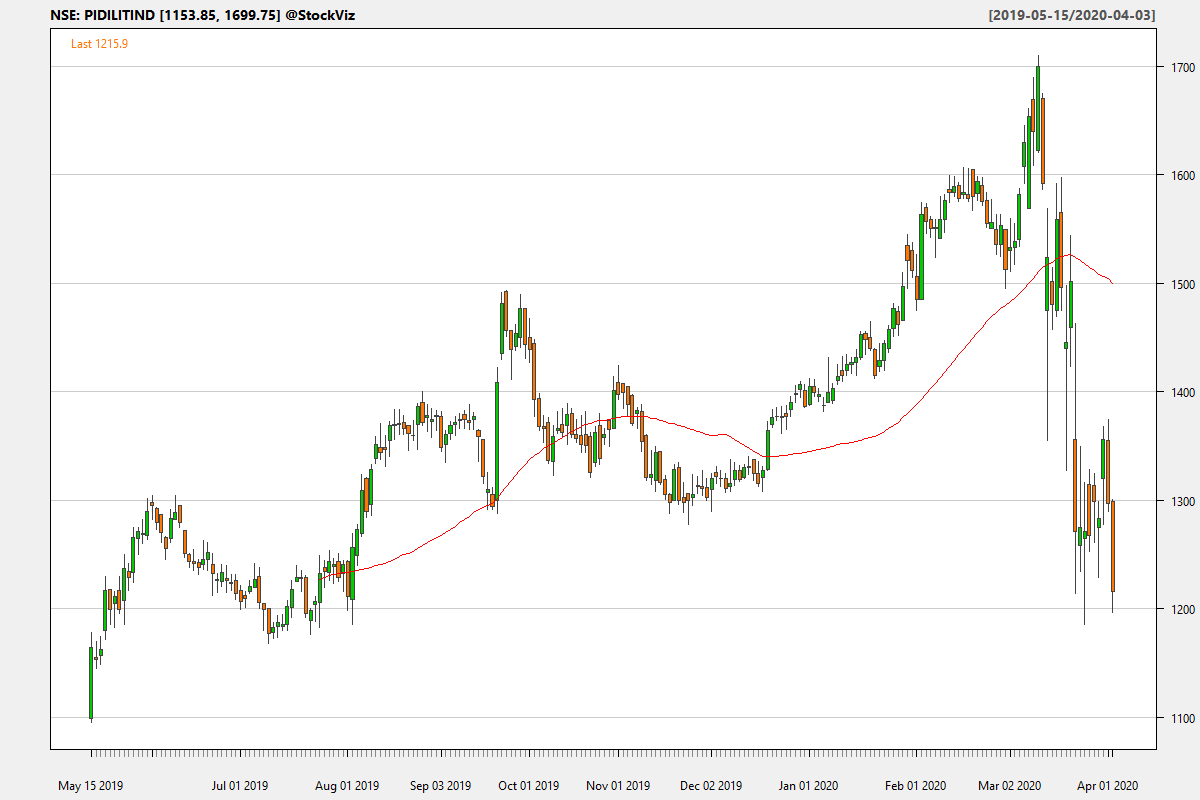 NSE: PIDILITIND [1153.85, 1699.75] @StockViz [2019-05-15/2020-04-03]
Last 1215.9
1700
1600
1500
1400
1300
1200
1100
May 15 2019 Jul 01 2019 Aug 01 2019 Sep 03 2019 Oct 01 2019 Nov 01 2019 Dec 02 2019 Jan 01 2020 Feb 01 2020 Mar 02 2020 Apr 01 2020